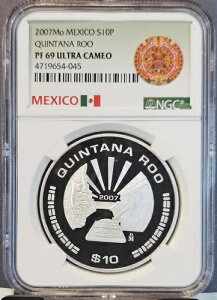 2007Mo MEXICO S10P
QUINTANA ROO
PF 69 ULTRA CAMEO
4719654-045
MEXICO
NGC
QUINTANA ROO
2007
M
$10